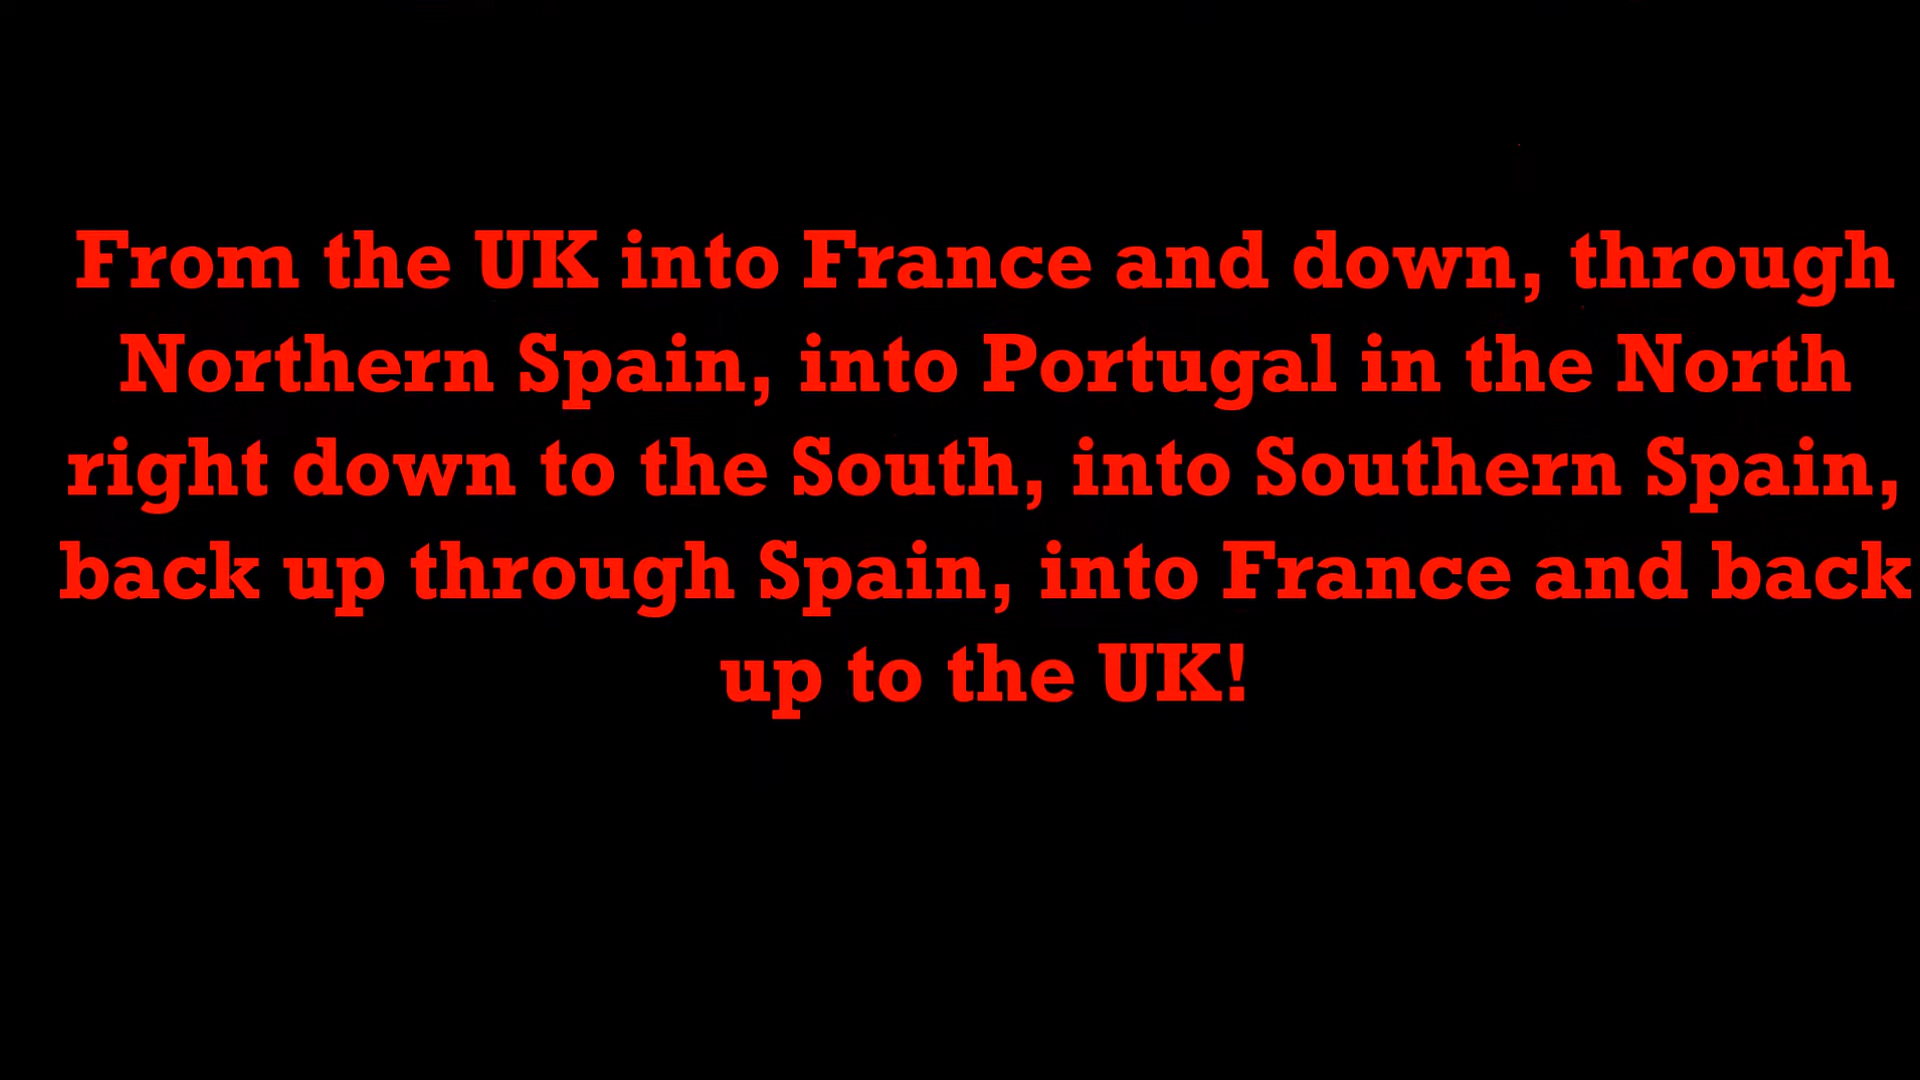 From the UK into France and down, through
Northern Spain, into Portugal in the North
right down to the South, into Southern Spain,
back up through Spain, into France and back
up to the UK!